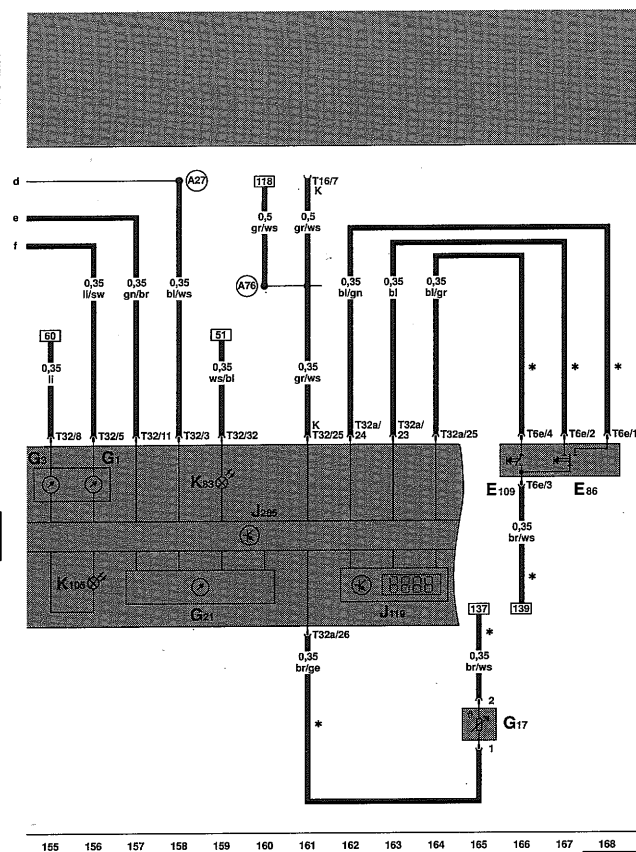 d
A27
118
T16/7
K
e
0,5
gr/ws
0,5
gr/ws
f
0,35
li/sw
0,35
gn/br
0,35
bl/ws
A76
0,35
bl/gn
0,35
bl
0,35
bl/gr
60
51
0,35
li
0,35
ws/bl
0,35
gr/ws
* * *
K
T32/8
T32/5
T32/11
T32/3
T32/32
T32/25
T32a/
24
T32a/
23
T32a/25
T6e/4
T6e/2
T6e/1
G3
G1
K83
E109
T6e/3
E86
J285
0,35
br/ws
*
K105
G21
J119
137
139
T32a/26
*
0,35
br/ge
0,35
br/ws
2
*
G17
1
155 156 157 158 159 160 161 162 163 164 165 166 167 168